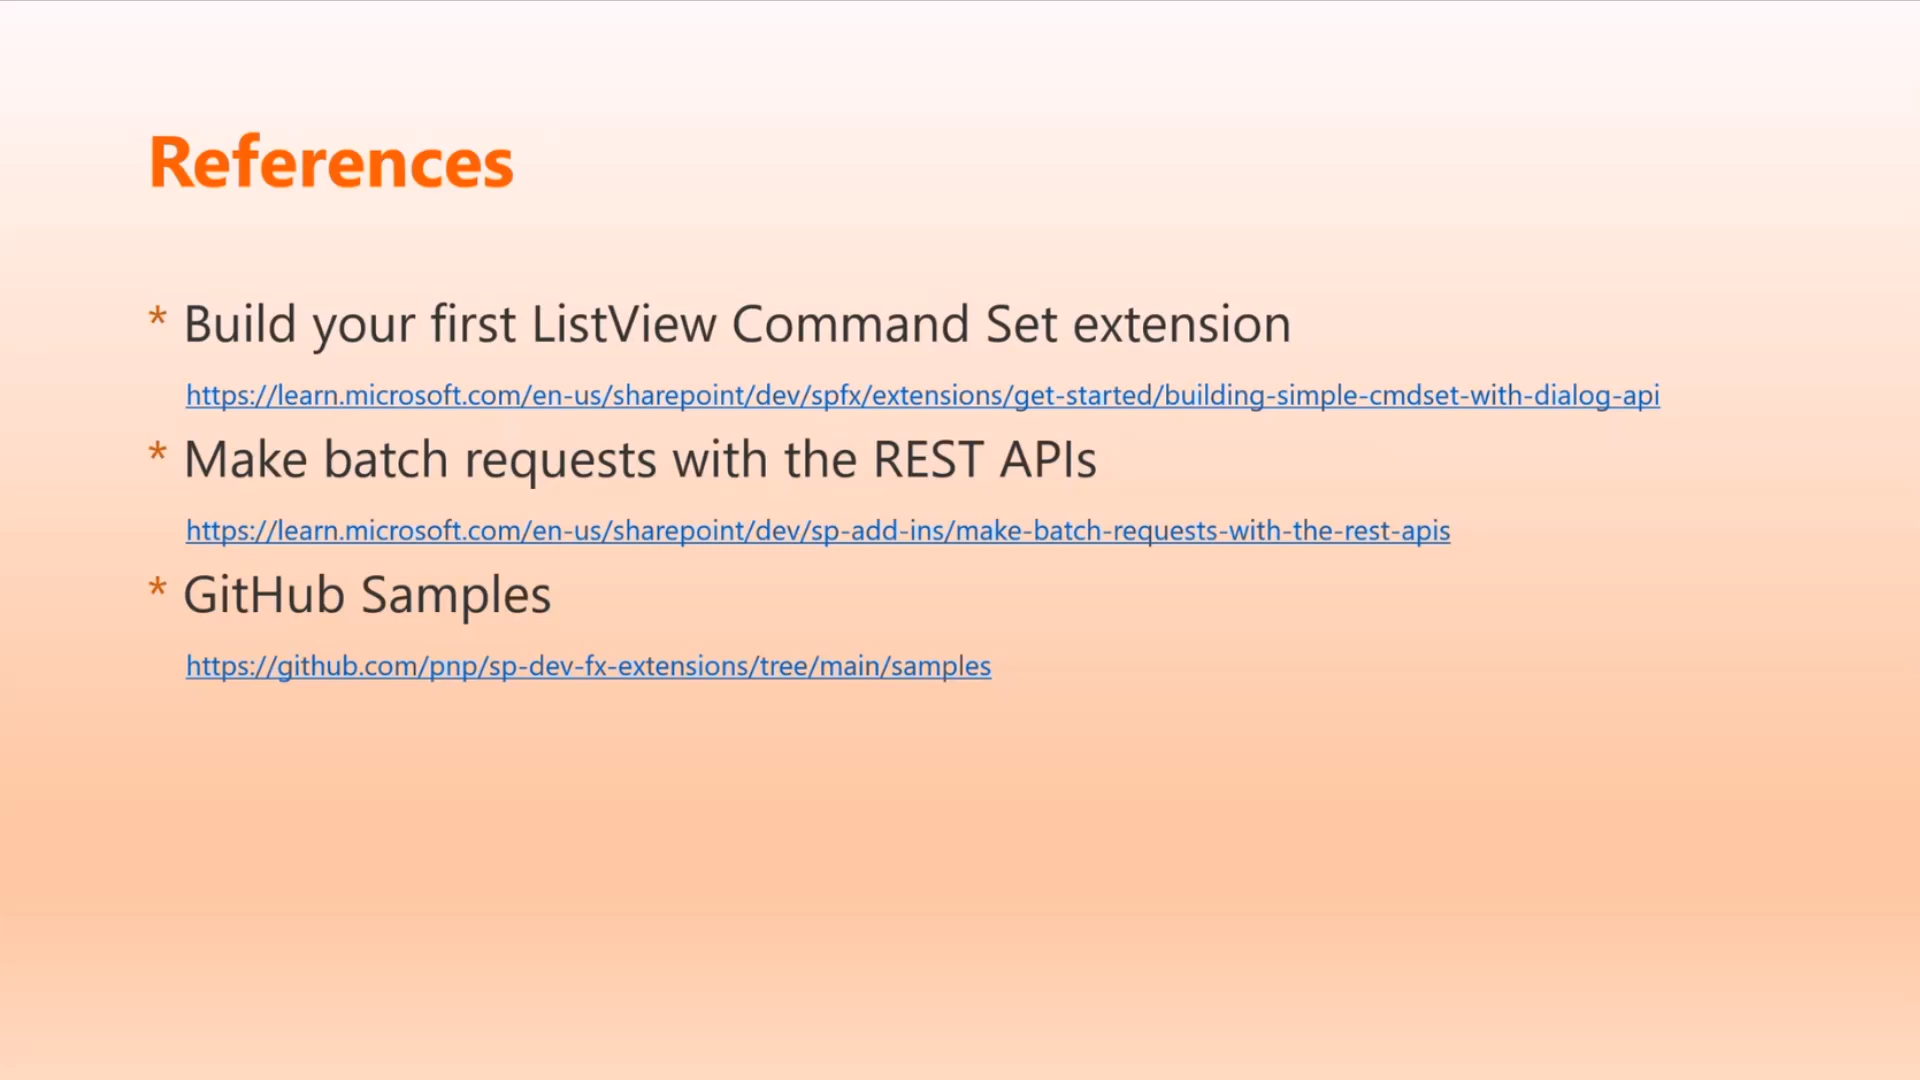 References
* Build your first ListView Command Set extension
https://learn.microsoft.com/en-us/sharepoint/dev/spfx/extensions/get-started/building-simple-cmdset-with-dialog-api
* Make batch requests with the REST APIs
https://learn.microsoft.com/en-us/sharepoint/dev/sp-add-ins/make-batch-requests-with-the-rest-apis
* GitHub Samples
https://github.com/pnp/sp-dev-fx-extensions/tree/main/samples